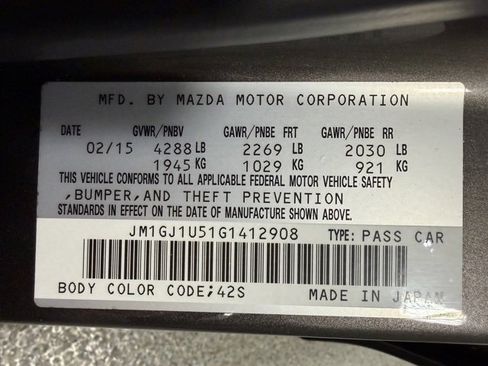 MFD. BY MAZDA MOTOR CORPORATION
DATE GVWR/PNBV GAWR/PNBE FRT GAWR/PNBE RR
02/15 4288 LB 2269 LB 2030 LB
1945 KG 1029 KG 921 KG
THIS VEHICLE CONFORMS TO ALL APPLICABLE FEDERAL MOTOR VEHICLE SAFETY
,BUMPER,AND THEFT PREVENTION
STANDARDS IN EFFECT ON THE DATE OF MANUFACTURE SHOWN ABOVE.
JM1GJ1U51G1412908 TYPE: PASS CAR
BODY COLOR CODE;42S MADE IN JAPAN